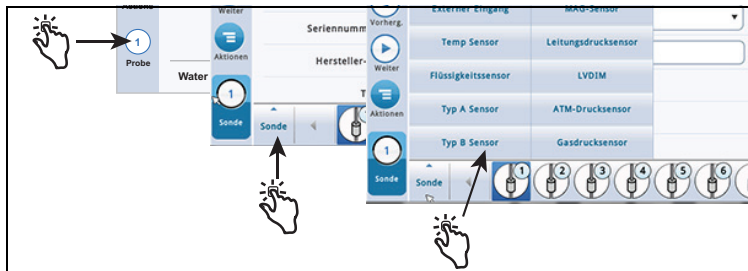 1
Probe
Water
Weiter
Aktionen
1
Sonde
Seriennumm
Hersteller-
Sonde
Vorherg.
Weiter
Aktionen
1
Sonde
Externer Eingang
MAG-Sensor
Temp Sensor
Leitungsdrucksensor
Flüssigkeitssensor
LVDIM
Typ A Sensor
ATM-Drucksensor
Typ B Sensor
Gasdrucksensor
Sonde
1
2
3
4
5
6